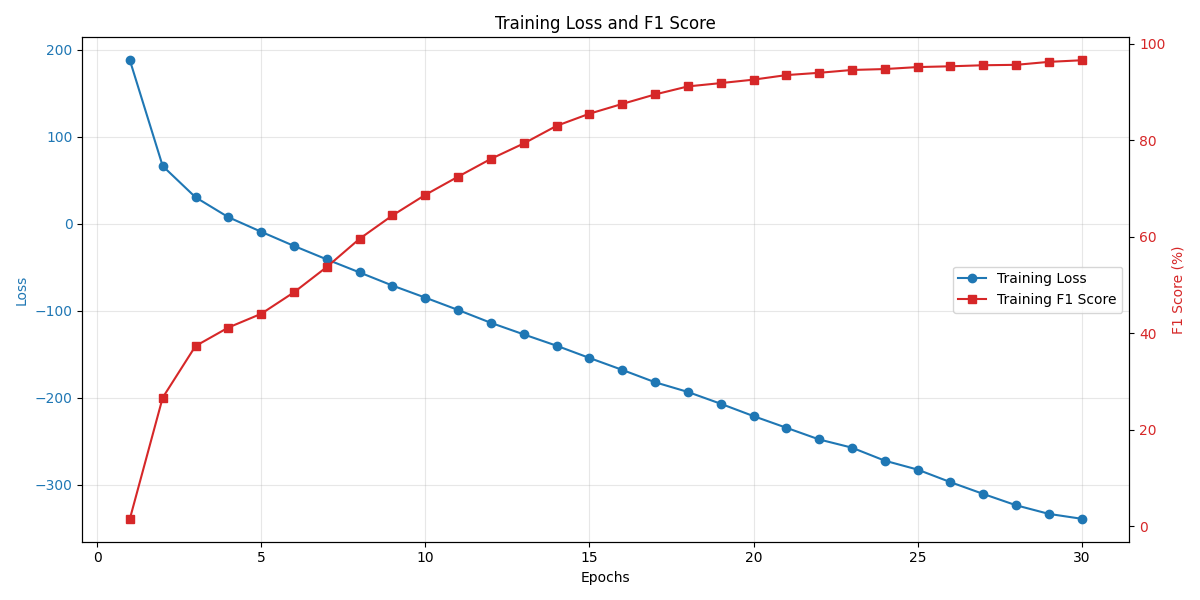 Training Loss and F1 Score
200
100
0
−100
−200
−300
Loss
100
80
60
40
20
0
F1 Score (%)
Training Loss
Training F1 Score
0 5 10 15 20 25 30
Epochs